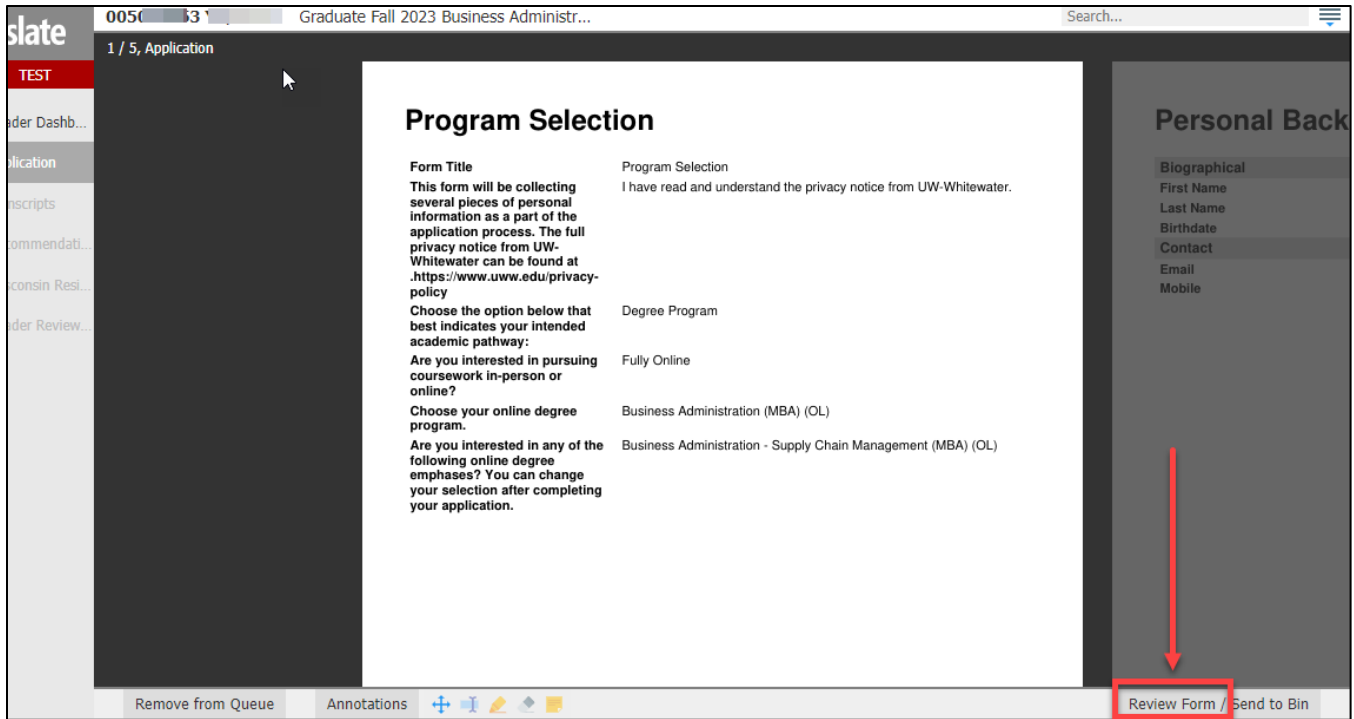 slate
Graduate Fall 2023 Business Administr...
Search...
1 / 5, Application
TEST
ader Dashb...
plication
nscripts
commendati...
sconsin Resi...
ader Review...
Program Selection
Form Title
Program Selection
This form will be collecting
several pieces of personal
information as a part of the
application process. The full
privacy notice from UW-
Whitewater can be found at
.https://www.uww.edu/privacy-
policy
I have read and understand the privacy notice from UW-Whitewater.
Choose the option below that
best indicates your intended
academic pathway:
Degree Program
Are you interested in pursuing
coursework in-person or
online?
Fully Online
Choose your online degree
program.
Business Administration (MBA) (OL)
Are you interested in any of the
following online degree
emphases? You can change
your selection after completing
your application.
Business Administration - Supply Chain Management (MBA) (OL)
Personal Back
Biographical
First Name
Last Name
Birthdate
Contact
Email
Mobile
Remove from Queue
Annotations
Review Form / Send to Bin